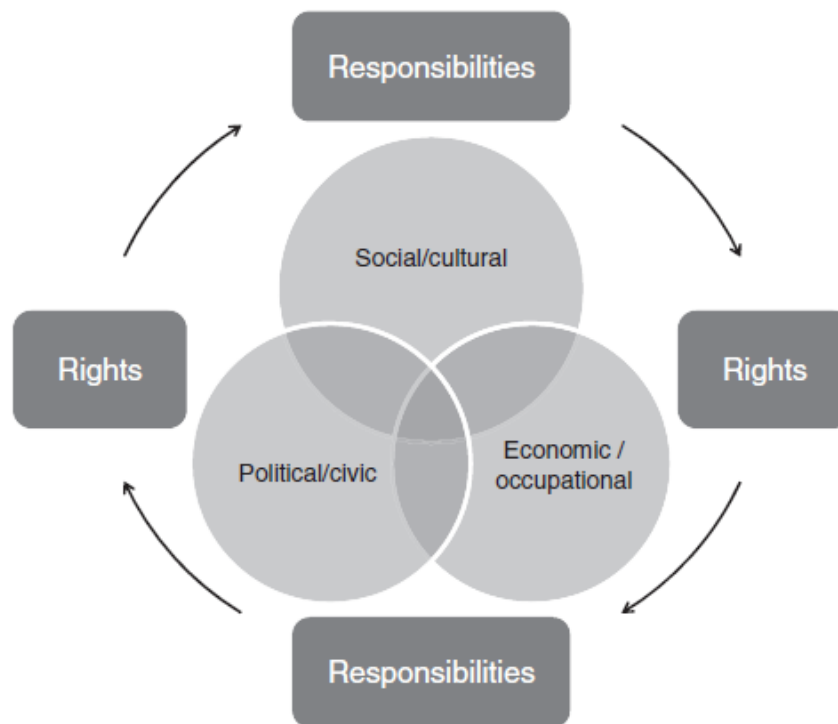 Responsibilities
Social/cultural
Rights
Rights
Political/civic
Economic /
occupational
Responsibilities